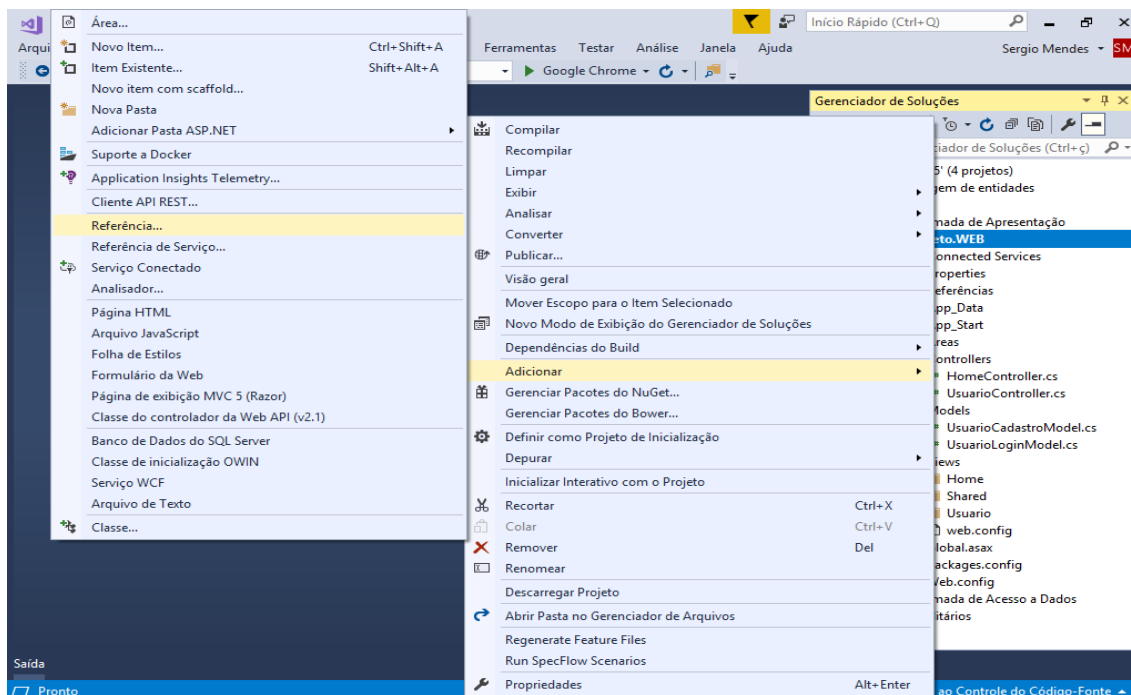 Início Rápido (Ctrl+Q)
Arqui
Ferramentas Testar Análise Janela Ajuda
Sergio Mendes SM
Google Chrome
Área...
Novo Item... Ctrl+Shift+A
Item Existente... Shift+Alt+A
Novo item com scaffold...
Nova Pasta
Adicionar Pasta ASP.NET
Suporte a Docker
Application Insights Telemetry...
Cliente API REST...
Referência...
Referência de Serviço...
Serviço Conectado
Analisador...
Página HTML
Arquivo JavaScript
Folha de Estilos
Formulário da Web
Página de exibição MVC 5 (Razor)
Classe do controlador da Web API (v2.1)
Banco de Dados do SQL Server
Classe de inicialização OWIN
Serviço WCF
Arquivo de Texto
Classe...
Compilar
Recompilar
Limpar
Exibir
Analisar
Converter
Publicar...
Visão geral
Mover Escopo para o Item Selecionado
Novo Modo de Exibição do Gerenciador de Soluções
Dependências do Build
Adicionar
Gerenciar Pacotes do NuGet...
Gerenciar Pacotes do Bower...
Definir como Projeto de Inicialização
Depurar
Inicializar Interativo com o Projeto
Recortar Ctrl+X
Colar Ctrl+V
Remover Del
Renomear
Descarregar Projeto
Abrir Pasta no Gerenciador de Arquivos
Regenerate Feature Files
Run SpecFlow Scenarios
Propriedades Alt+Enter
Gerenciador de Soluções
ciador de Soluções (Ctrl+ç)
5' (4 projetos)
gem de entidades
mada de Apresentação
eto.WEB
onnected Services
roperties
eferências
pp_Data
pp_Start
reas
ontrollers
HomeController.cs
UsuarioController.cs
Models
UsuarioCadastroModel.cs
UsuarioLoginModel.cs
iews
Home
Shared
Usuario
web.config
lobal.asax
ackages.config
Web.config
mada de Acesso a Dados
itários
Saída
Pronto
ao Controle do Código-Fonte